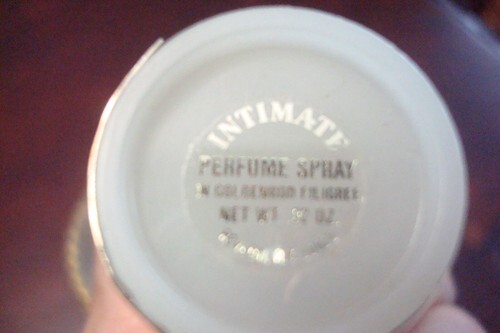 INTIMATE
PERFUME SPRAY
IN GOLDENROD FILIGREE
NET WT. OZ.